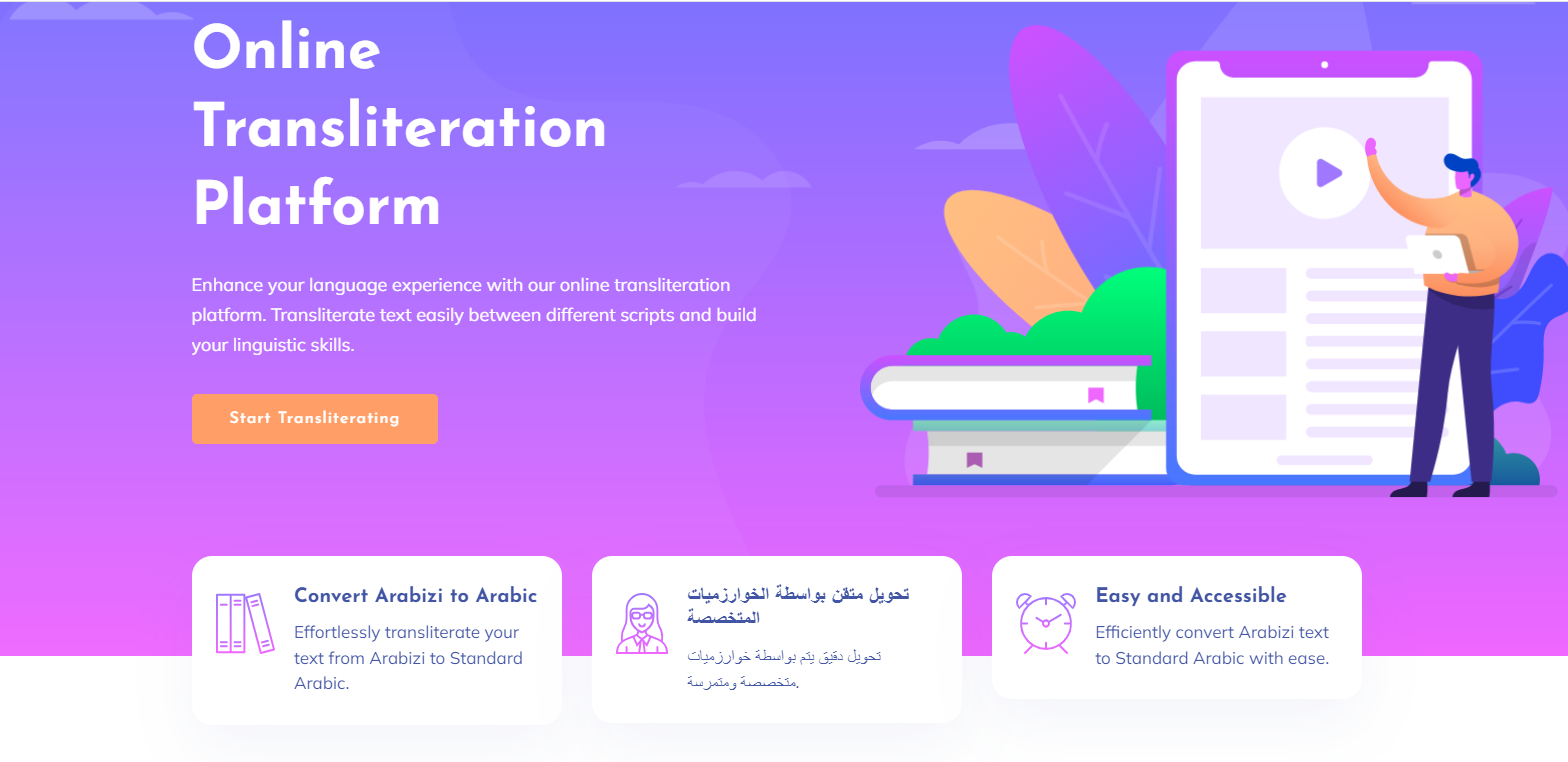 Online
Transliteration
Platform
Enhance your language experience with our online transliteration
platform. Transliterate text easily between different scripts and build
your linguistic skills.
Start Transliterating
Convert Arabizi to Arabic
Effortlessly transliterate your
text from Arabizi to Standard
Arabic.
تحويل متقن بواسطة الخوارزميات
المتخصصة
تحويل دقيق يتم بواسطة خوارزميات
متخصصة ومتمرسة.
Easy and Accessible
Efficiently convert Arabizi text
to Standard Arabic with ease.